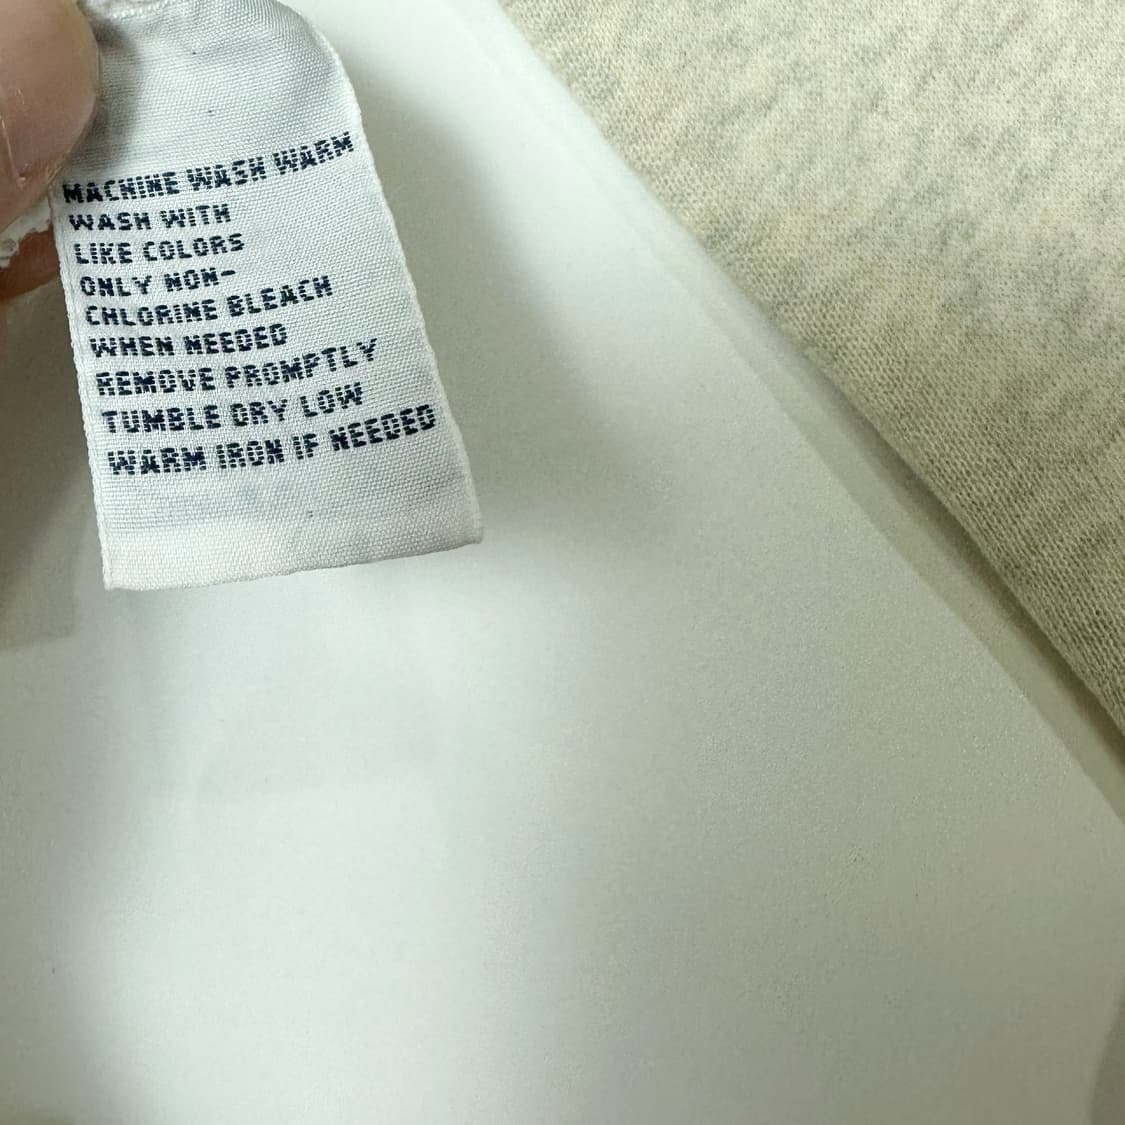 MACHINE WASH WARM
WASH WITH
LIKE COLORS
ONLY NON-
CHLORINE BLEACH
WHEN NEEDED
REMOVE PROMPTLY
TUMBLE DRY LOW
WARM IRON IF NEEDED